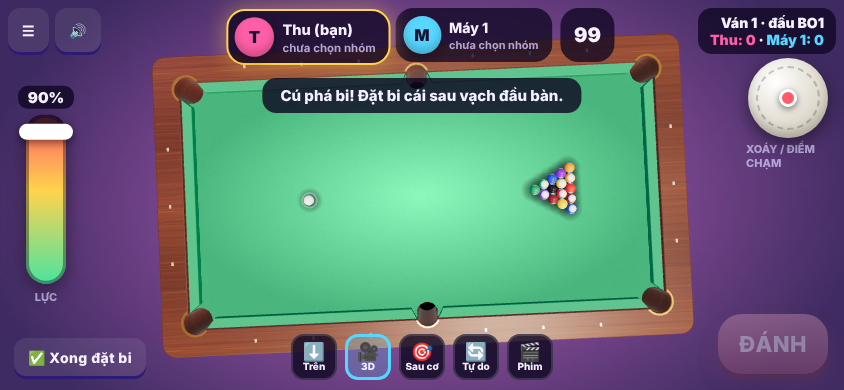 ☰
🔊
T
Thu (bạn)
chưa chọn nhóm
M
Máy 1
chưa chọn nhóm
99
Ván 1 · đấu BO1
Thu: 0 · Máy 1: 0
Cú phá bi! Đặt bi cái sau vạch đầu bàn.
90%
LỰC
XOÁY / ĐIỂM
CHẠM
✅ Xong đặt bi
Trên
3D
Sau cơ
Tự do
Phim
ĐÁNH